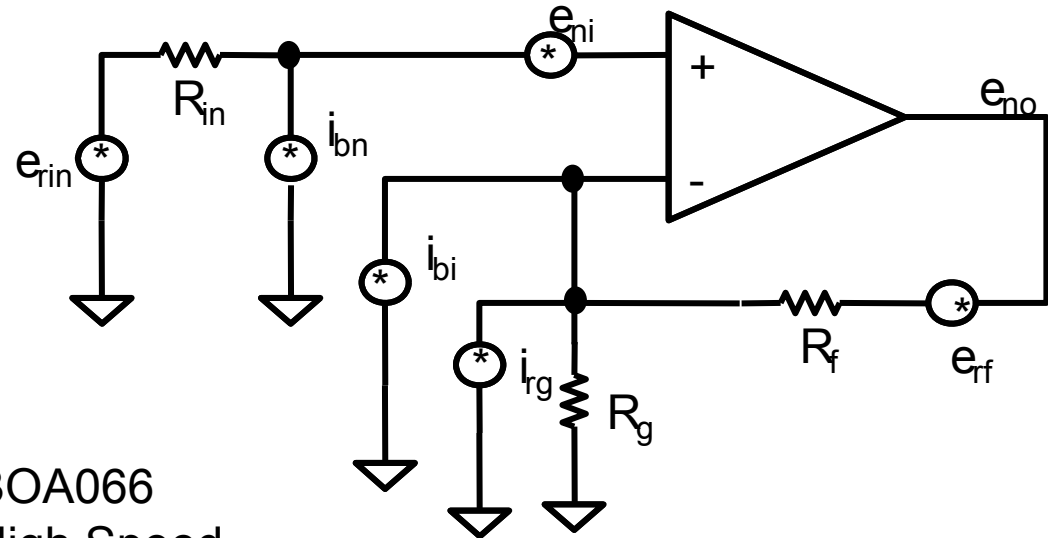 e_ni
+
e_no
R_in
*
i_bn
*
e_rin
*
-
i_bi
*
R_f
*
e_rf
i_rg
*
R_g
BOA066
High Speed